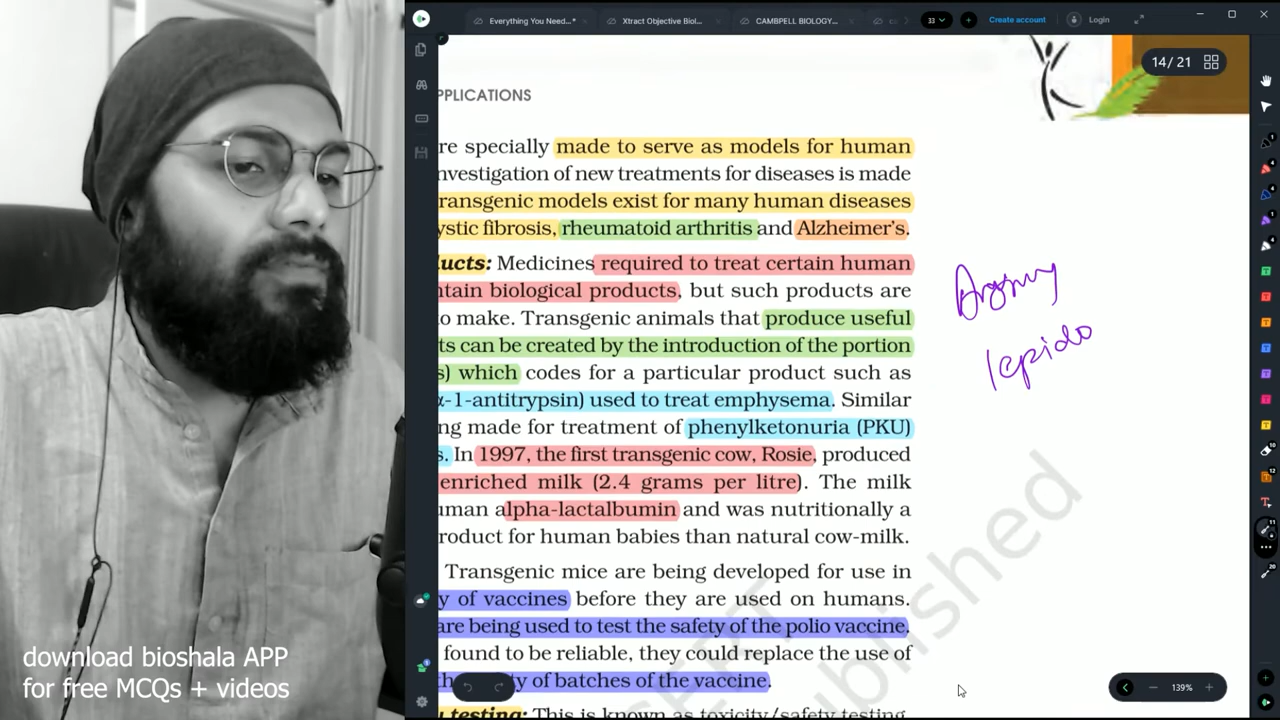 Everything You Need...*
Xtract Objective Biol...
CAMBPELL BIOLOGY...
33
Create account
Login
14 / 21
PPLICATIONS
re specially made to serve as models for human
nvestigation of new treatments for diseases is made
ransgenic models exist for many human diseases
ystic fibrosis, rheumatoid arthritis and Alzheimer's.
ucts: Medicines required to treat certain human
ntain biological products, but such products are
o make. Transgenic animals that produce useful
ts can be created by the introduction of the portion
s) which codes for a particular product such as
α-1-antitrypsin) used to treat emphysema. Similar
ng made for treatment of phenylketonuria (PKU)
s. In 1997, the first transgenic cow, Rosie, produced
enriched milk (2.4 grams per litre). The milk
uman alpha-lactalbumin and was nutritionally a
roduct for human babies than natural cow-milk.
Transgenic mice are being developed for use in
y of vaccines before they are used on humans.
are being used to test the safety of the polio vaccine.
found to be reliable, they could replace the use of
ty of batches of the vaccine.
testing: This is known as toxicity/safety testing.
lepido
ublished
139%
download bioshala APP
for free MCQs + videos